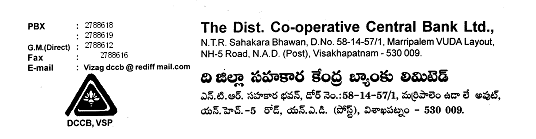 PBX : 2788618
: 2788619
G.M.(Direct) : 2788612
Fax : 2788616
E-mail : Vizag dccb @ rediff mail.com
DCCB, VSP
The Dist. Co-operative Central Bank Ltd.,
N.T.R. Sahakara Bhawan, D.No. 58-14-57/1, Marripalem VUDA Layout,
NH-5 Road, N.A.D. (Post), Visakhapatnam - 530 009.
ది జిల్లా సహకార కేంద్ర బ్యాంకు లిమిటెడ్
ఎన్.టి.ఆర్. సహకార భవన్, డోర్ నెం.:58-14-57/1, మర్రిపాలెం ఉడా లే అవుట్,
యన్.హెచ్.-5 రోడ్, యన్.ఎ.డి. (పోస్ట్), విశాఖపట్నం - 530 009.